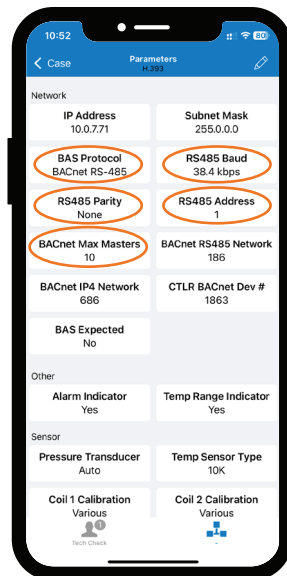 10:52
80
Case
Parameters
H.393
Network
IP Address
10.0.7.71
Subnet Mask
255.0.0.0
BAS Protocol
BACnet RS-485
RS485 Baud
38.4 kbps
RS485 Parity
None
RS485 Address
1
BACnet Max Masters
10
BACnet RS485 Network
186
BACnet IP4 Network
686
CTLR BACnet Dev #
1863
BAS Expected
No
Other
Alarm Indicator
Yes
Temp Range Indicator
Yes
Sensor
Pressure Transducer
Auto
Temp Sensor Type
10K
Coil 1 Calibration
Various
Coil 2 Calibration
Various
1
Tech Check
-